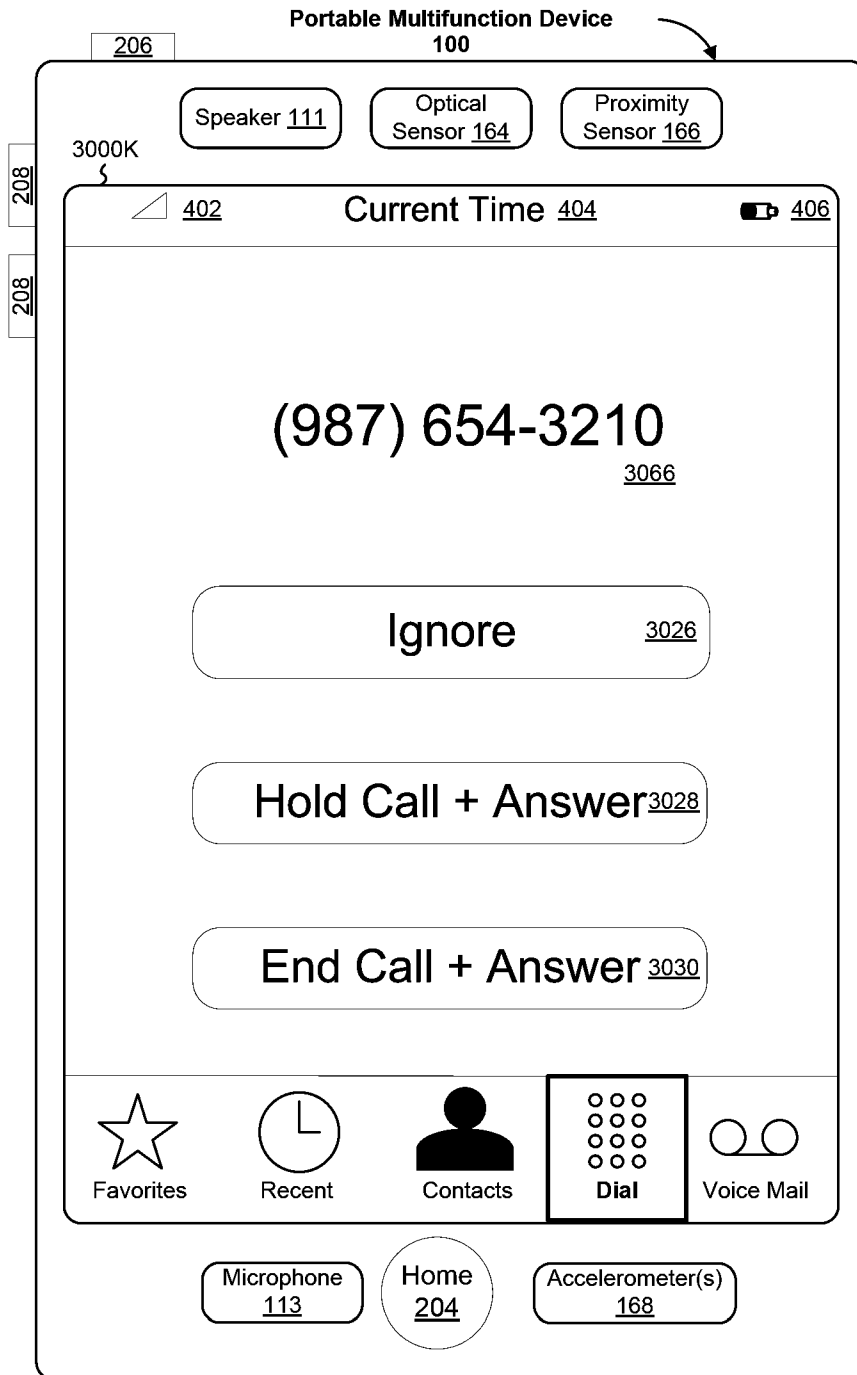 Portable Multifunction Device
100
206
Speaker 111
Optical
Sensor 164
Proximity
Sensor 166
3000K
208
402
Current Time 404
406
208
(987) 654-3210
3066
Ignore 3026
Hold Call + Answer 3028
End Call + Answer 3030
Favorites
Recent
Contacts
Dial
Voice Mail
Microphone
113
Home
204
Accelerometer(s)
168